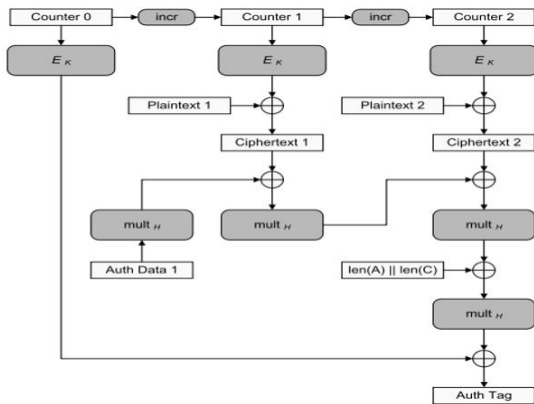 Counter 0 incr Counter 1 incr Counter 2
E K E K E K
Plaintext 1 Plaintext 2
Ciphertext 1 Ciphertext 2
mult H mult H mult H
Auth Data 1 len(A) || len(C)
mult H
Auth Tag